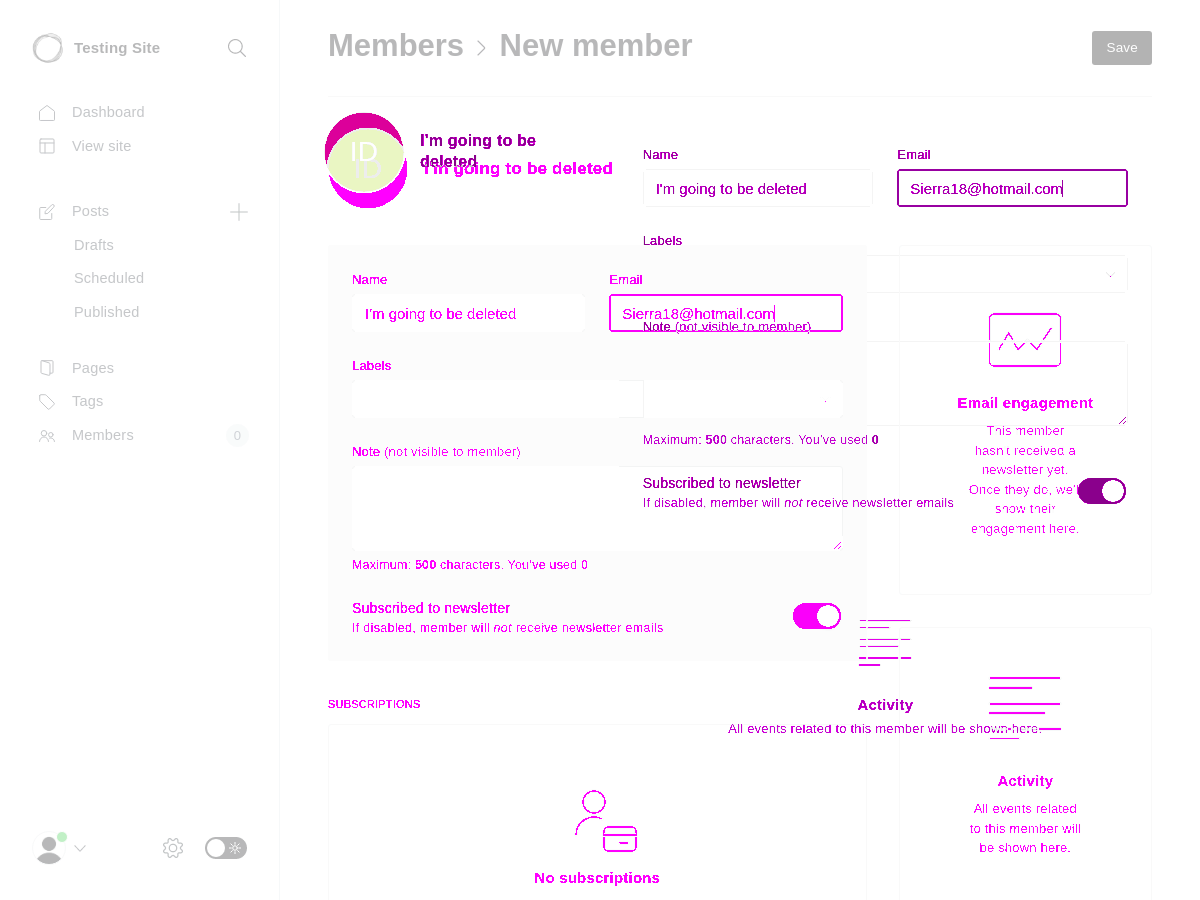 Testing Site
Members
New member
Save
Dashboard
View site
ID
I'm going to be
deleted
I'm going to be deleted
Name
Email
I'm going to be deleted
Sierra18@hotmail.com
Posts
Drafts
Scheduled
Published
Labels
Name
Email
I'm going to be deleted
Sierra18@hotmail.com
Note (not visible to member)
Labels
Pages
Tags
Members
0
Email engagement
This member
hasn't received a
newsletter yet.
Once they do, we'll
show their
engagement here.
Maximum: 500 characters. You've used 0
Note (not visible to member)
Subscribed to newsletter
If disabled, member will not receive newsletter emails
Maximum: 500 characters. You've used 0
Subscribed to newsletter
If disabled, member will not receive newsletter emails
SUBSCRIPTIONS
Activity
All events related to this member will be shown here.
Activity
All events related
to this member will
be shown here.
No subscriptions